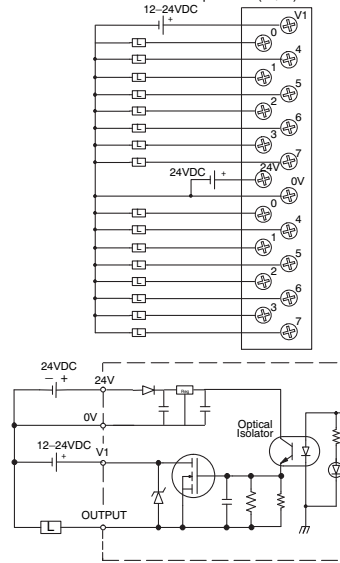 12–24VDC
+
V1
L
0
L
4
L
1
L
5
L
2
L
6
L
3
L
7
24VDC
+
24V
0V
L
0
L
4
L
1
L
5
L
2
L
6
L
3
L
7
24VDC
– +
24V
Reg
0V
Optical
Isolator
12–24VDC
+
V1
OUTPUT
L